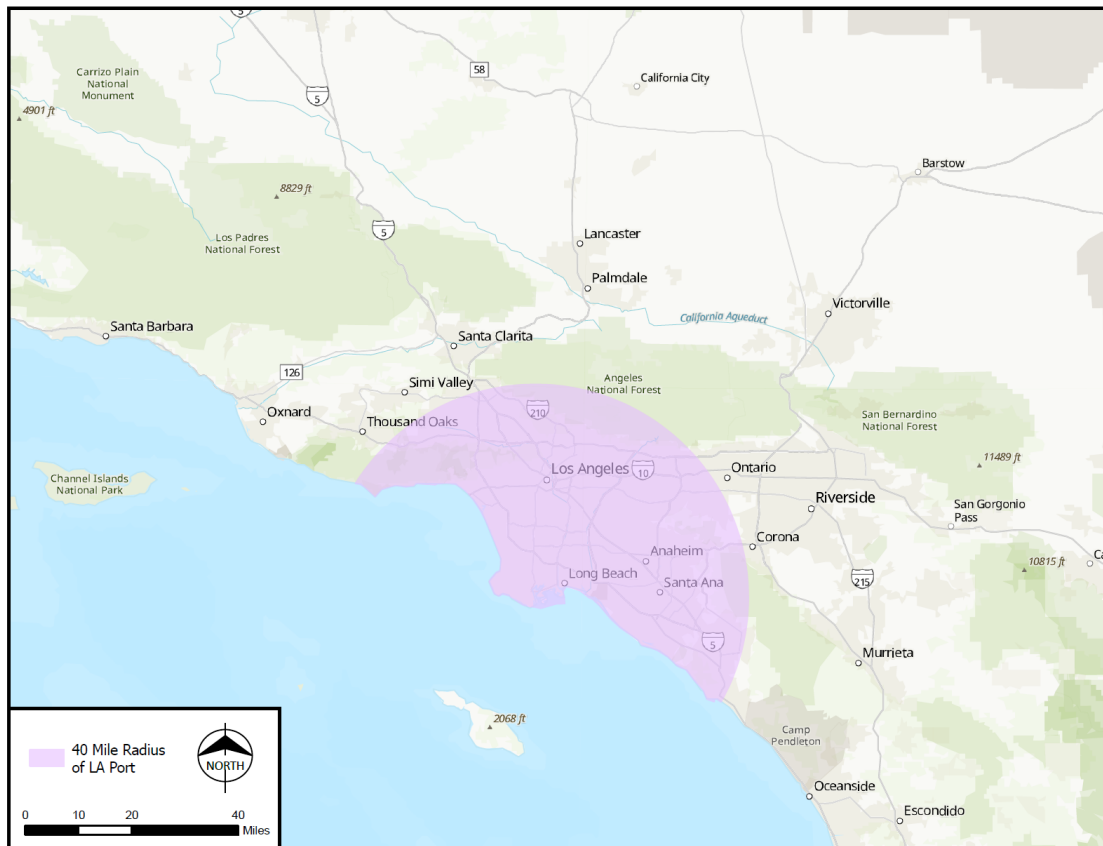 5
Carrizo Plain
National
Monument
58
California City
5
4901 ft
Barstow
8829 ft
Los Padres
National Forest
5
Lancaster
Palmdale
Victorville
California Aqueduct
Santa Barbara
Santa Clarita
126
Simi Valley
Angeles
National Forest
210
San Bernardino
National Forest
Oxnard
Thousand Oaks
Channel Islands
National Park
Los Angeles
10
Ontario
11489 ft
Riverside
San Gorgonio
Pass
Corona
Anaheim
Ca
10815 ft
Long Beach
Santa Ana
215
5
Murrieta
2068 ft
Camp
Pendleton
Oceanside
Escondido
40 Mile Radius
of LA Port
NORTH
0 10 20 40
Miles